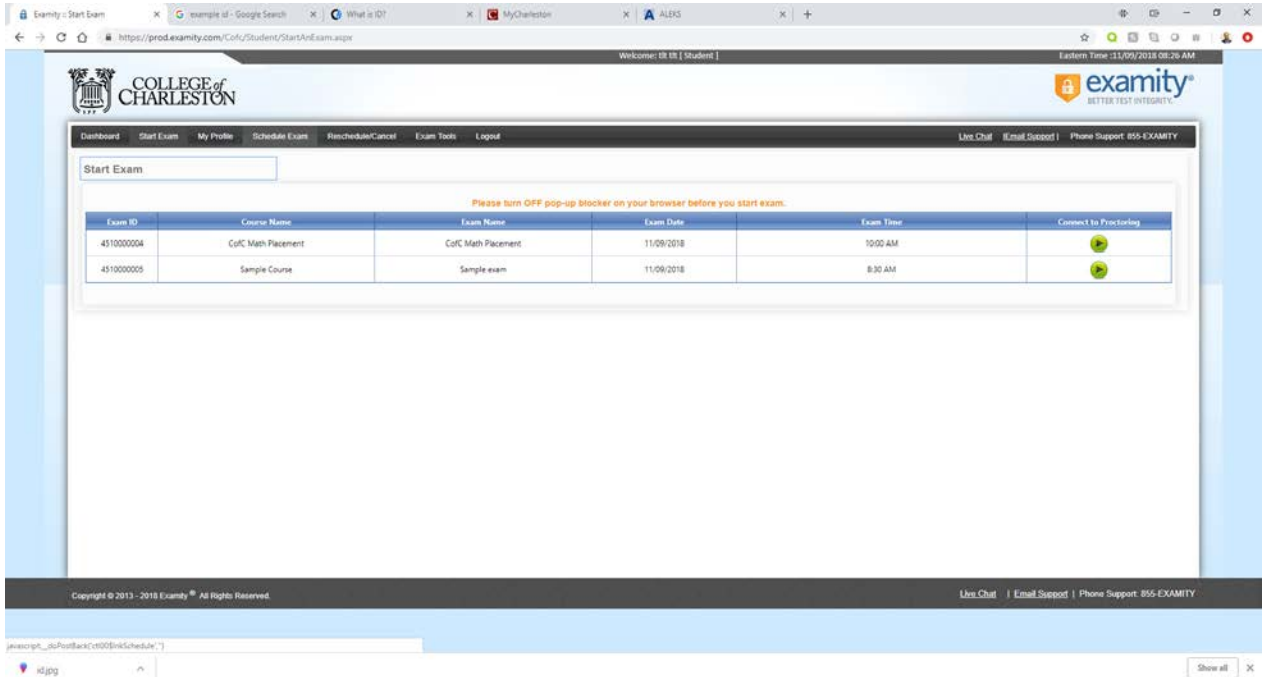 Examity :: Start Exam
example id - Google Search
What is ID?
MyCharleston
ALEKS
https://prod.examity.com/Cofc/Student/StartAnExam.aspx
Welcome: tlt tlt [ Student ]
Eastern Time :11/09/2018 08:26 AM
COLLEGE of
CHARLESTON
examity
BETTER TEST INTEGRITY.
Dashboard Start Exam My Profile Schedule Exam Reschedule/Cancel Exam Tools Logout
Live Chat |Email Support | Phone Support: 855-EXAMITY
Start Exam
Please turn OFF pop-up blocker on your browser before you start exam.
Exam ID Course Name Exam Name Exam Date Exam Time Connect to Proctoring
4510000004 CofC Math Placement CofC Math Placement 11/09/2018 10:00 AM
4510000005 Sample Course Sample exam 11/09/2018 8:30 AM
Copyright © 2013 - 2018 Examity ® All Rights Reserved.
Live Chat | Email Support | Phone Support: 855-EXAMITY
javascript:__doPostBack('ctl00$lnkSchedule','')
id.jpg
Show all